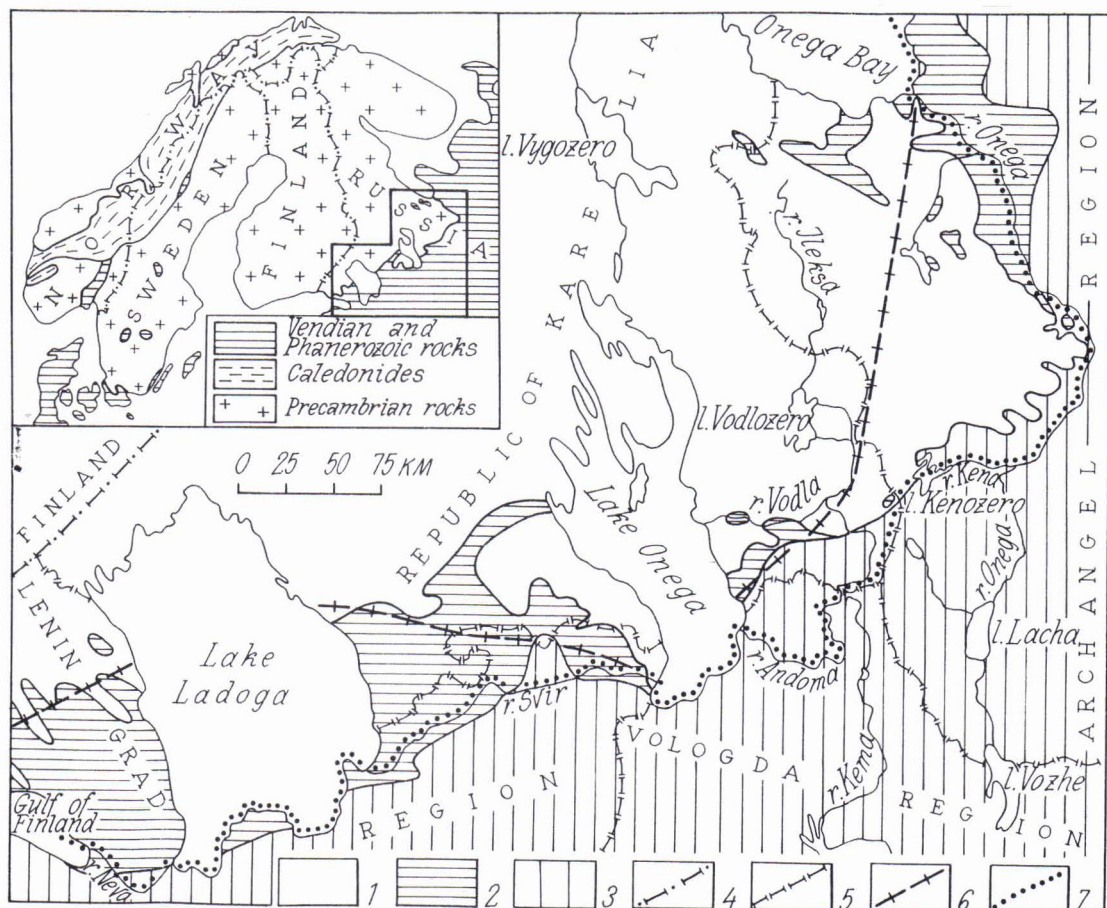 NORWAY
SWEDEN
FINLAND
RUSSIA
Vendian and
Phanerozoic rocks
Caledonides
Precambrian rocks
Onega Bay
r. Onega
l. Vygozero
r. Ileksa
REPUBLIC OF KARELIA
ARCHANGEL REGION
l. Vodlozero
r. Kena
l. Kenozero
r. Vodla
Lake Onega
r. Onega
l. Lacha
r. Andoma
r. Kema
l. Vozhe
VOLOGDA REGION
0 25 50 75 KM
FINLAND
LENINGRAD REGION
Lake
Ladoga
r. Svir
Gulf of
Finland
r. Neva
1 2 3 4 5 6 7